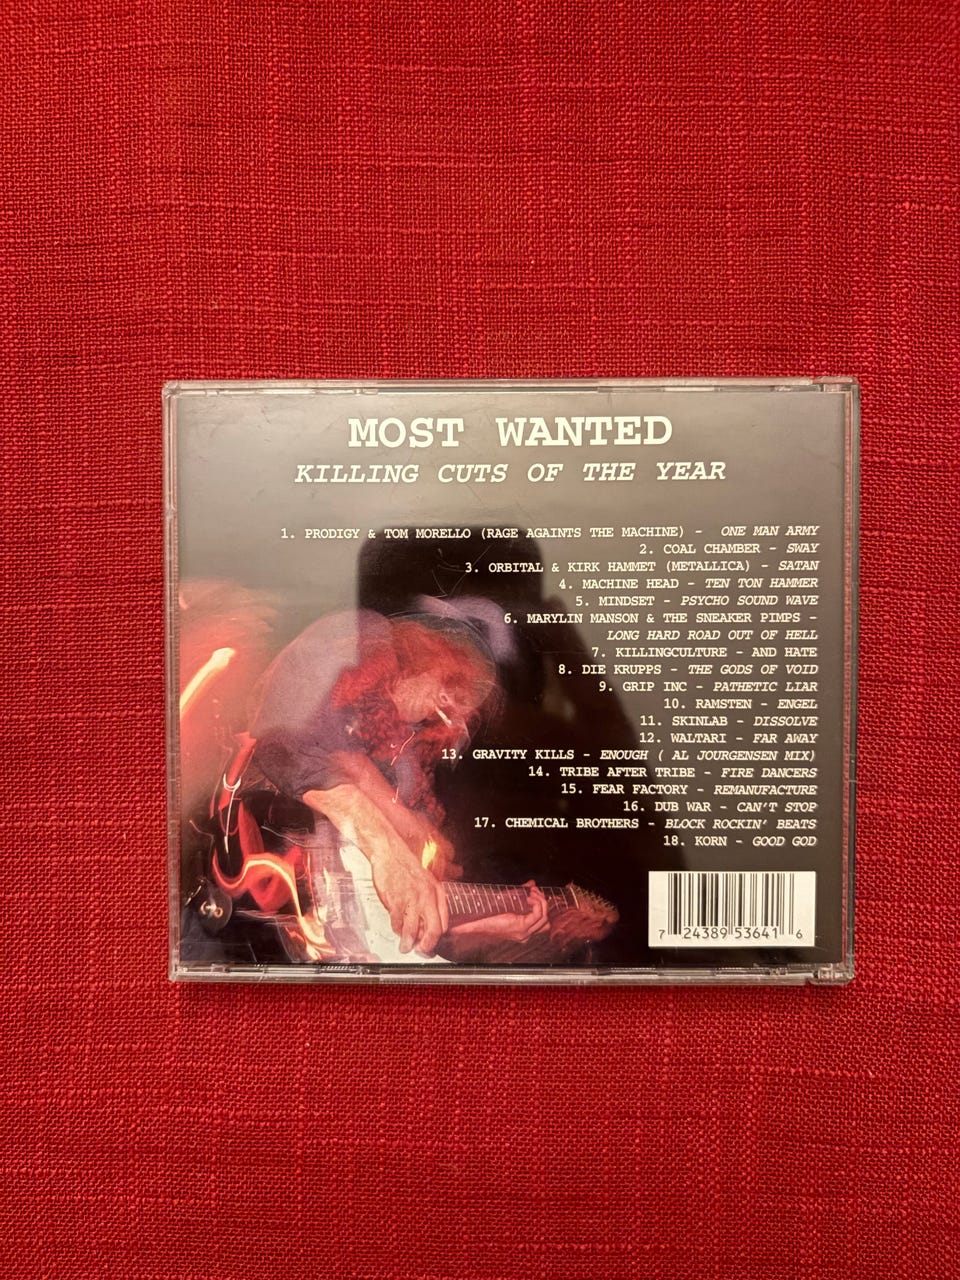 MOST WANTED
KILLING CUTS OF THE YEAR
1. PRODIGY & TOM MORELLO (RAGE AGAINTS THE MACHINE) - ONE MAN ARMY
2. COAL CHAMBER - SWAY
3. ORBITAL & KIRK HAMMET (METALLICA) - SATAN
4. MACHINE HEAD - TEN TON HAMMER
5. MINDSET - PSYCHO SOUND WAVE
6. MARYLIN MANSON & THE SNEAKER PIMPS -
LONG HARD ROAD OUT OF HELL
7. KILLINGCULTURE - AND HATE
8. DIE KRUPPS - THE GODS OF VOID
9. GRIP INC - PATHETIC LIAR
10. RAMSTEN - ENGEL
11. SKINLAB - DISSOLVE
12. WALTARI - FAR AWAY
13. GRAVITY KILLS - ENOUGH ( AL JOURGENSEN MIX)
14. TRIBE AFTER TRIBE - FIRE DANCERS
15. FEAR FACTORY - REMANUFACTURE
16. DUB WAR - CAN'T STOP
17. CHEMICAL BROTHERS - BLOCK ROCKIN' BEATS
18. KORN - GOOD GOD
7 24389 53641 6